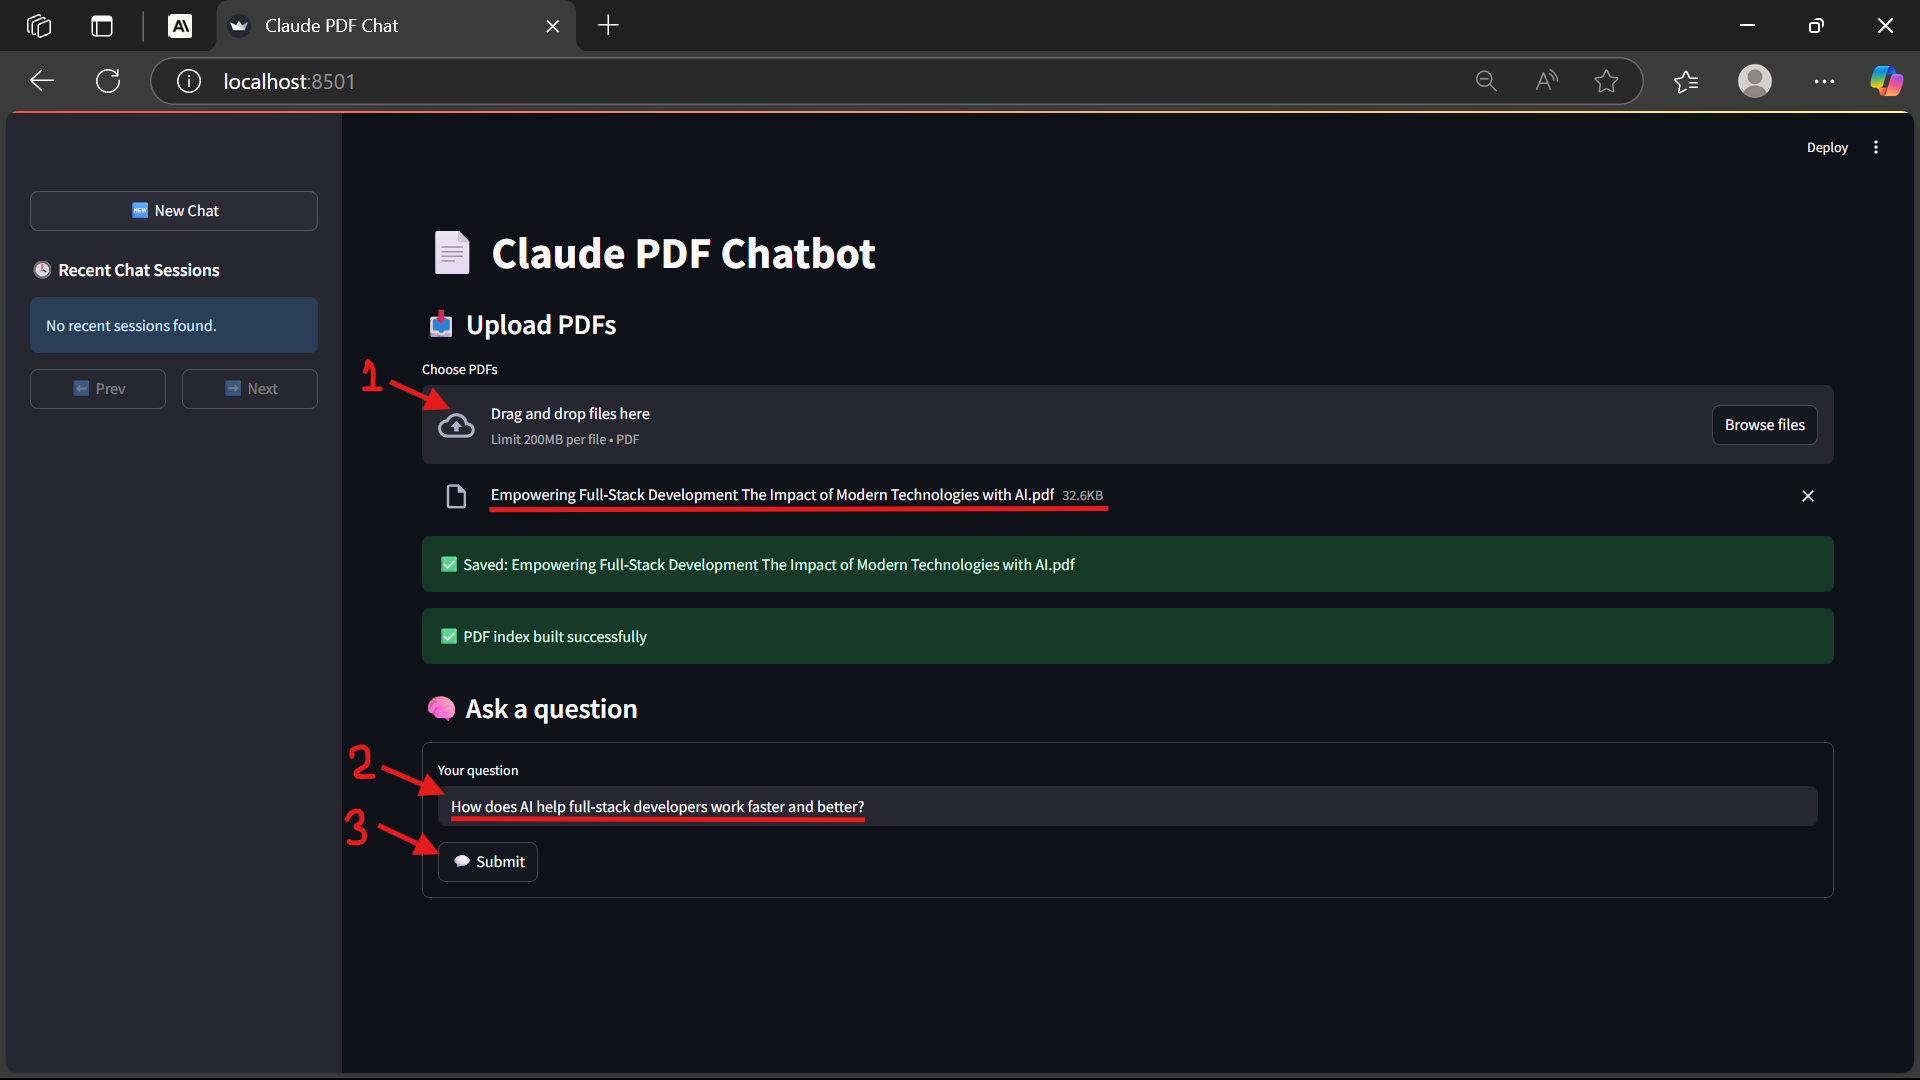 Claude PDF Chat
localhost:8501
Deploy
NEW New Chat
Recent Chat Sessions
No recent sessions found.
Prev
Next
Claude PDF Chatbot
Upload PDFs
1
Choose PDFs
Drag and drop files here
Limit 200MB per file • PDF
Browse files
Empowering Full-Stack Development The Impact of Modern Technologies with AI.pdf 32.6KB
Saved: Empowering Full-Stack Development The Impact of Modern Technologies with AI.pdf
PDF index built successfully
Ask a question
2
Your question
How does AI help full-stack developers work faster and better?
3
Submit